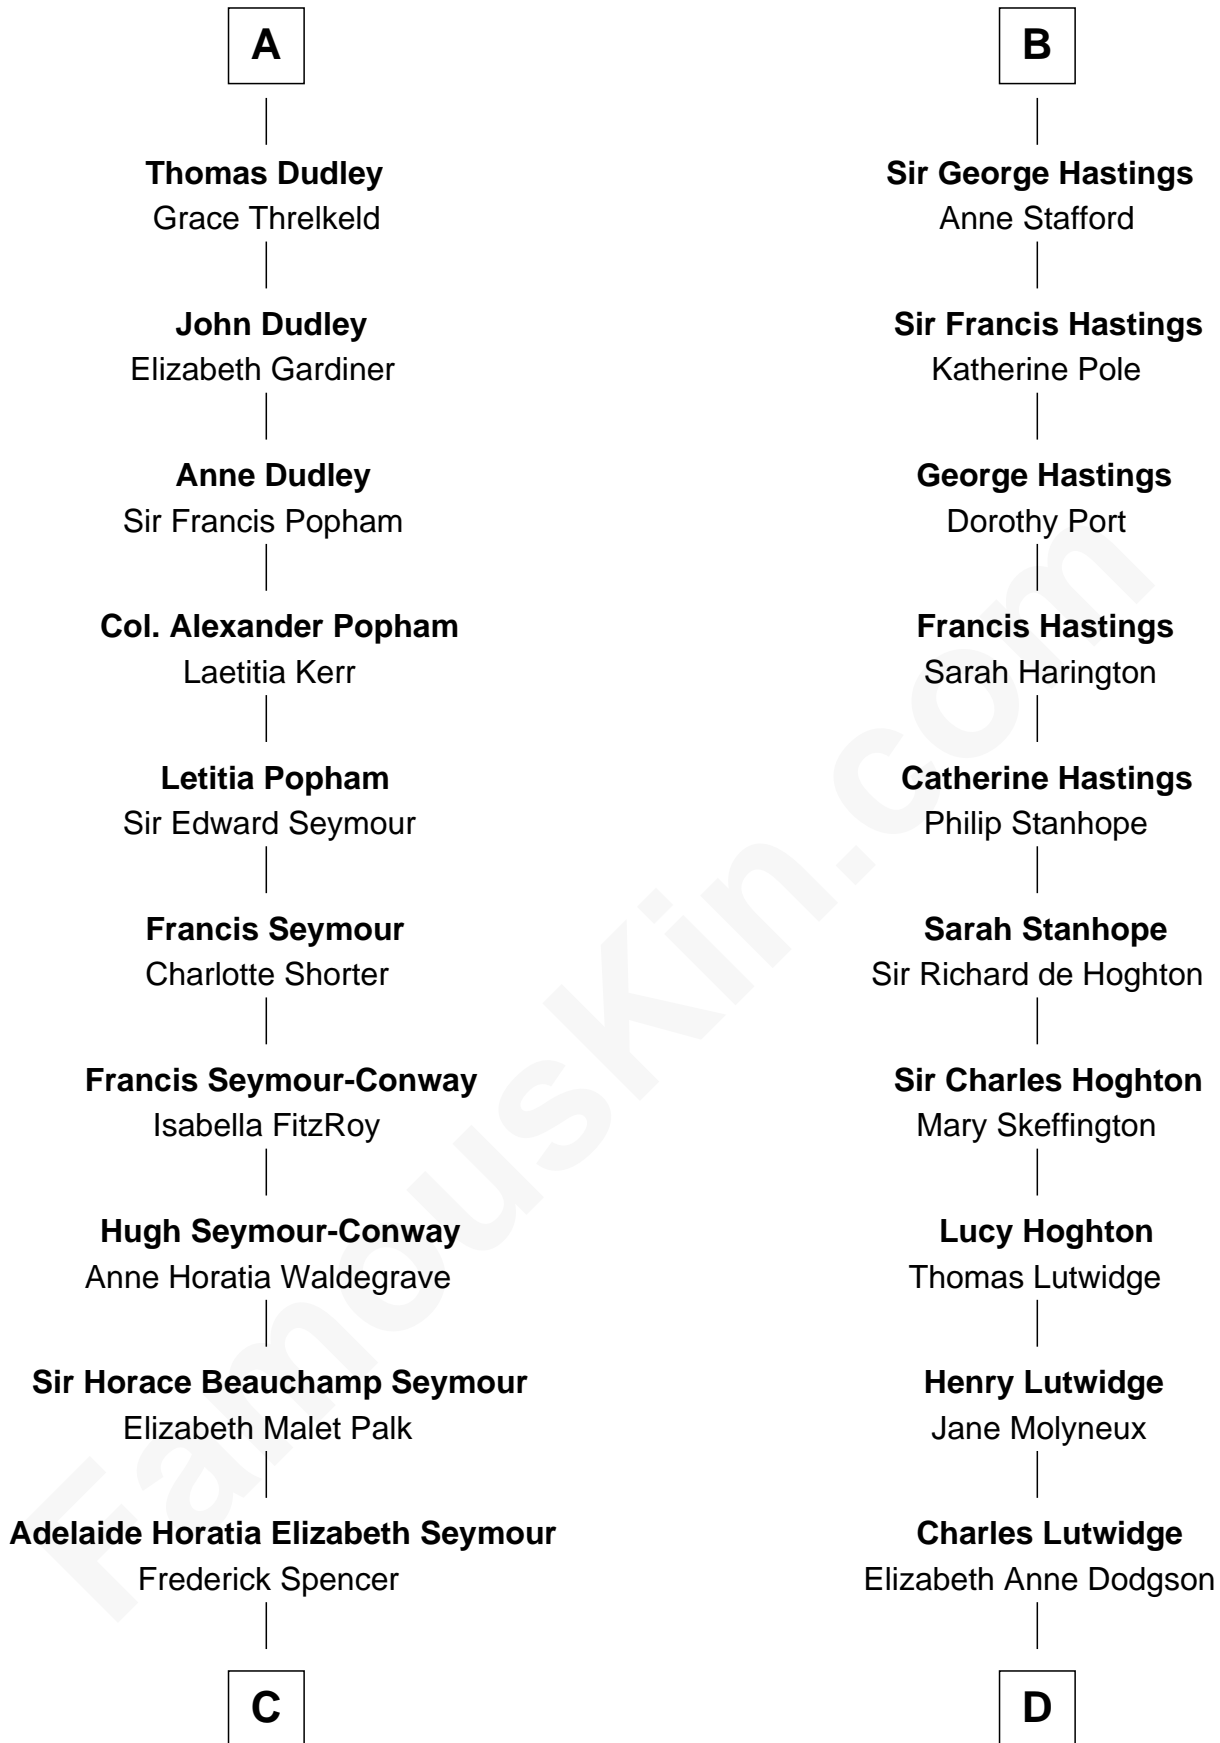 A
Thomas Dudley
Grace Threlkeld
John Dudley
Elizabeth Gardiner
Anne Dudley
Sir Francis Popham
Col. Alexander Popham
Laetitia Kerr
Letitia Popham
Sir Edward Seymour
Francis Seymour
Charlotte Shorter
Francis Seymour-Conway
Isabella FitzRoy
Hugh Seymour-Conway
Anne Horatia Waldegrave
Sir Horace Beauchamp Seymour
Elizabeth Malet Palk
Adelaide Horatia Elizabeth Seymour
Frederick Spencer
C
B
Sir George Hastings
Anne Stafford
Sir Francis Hastings
Katherine Pole
George Hastings
Dorothy Port
Francis Hastings
Sarah Harington
Catherine Hastings
Philip Stanhope
Sarah Stanhope
Sir Richard de Hoghton
Sir Charles Hoghton
Mary Skeffington
Lucy Hoghton
Thomas Lutwidge
Henry Lutwidge
Jane Molyneux
Charles Lutwidge
Elizabeth Anne Dodgson
D
FamousKin.com